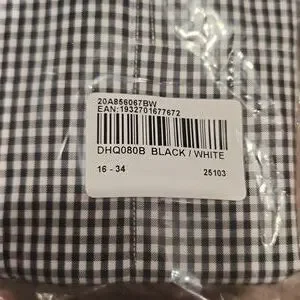 20A856067BW
EAN:1932701677672
DHQ080B BLACK / WHITE
16 - 34 25103